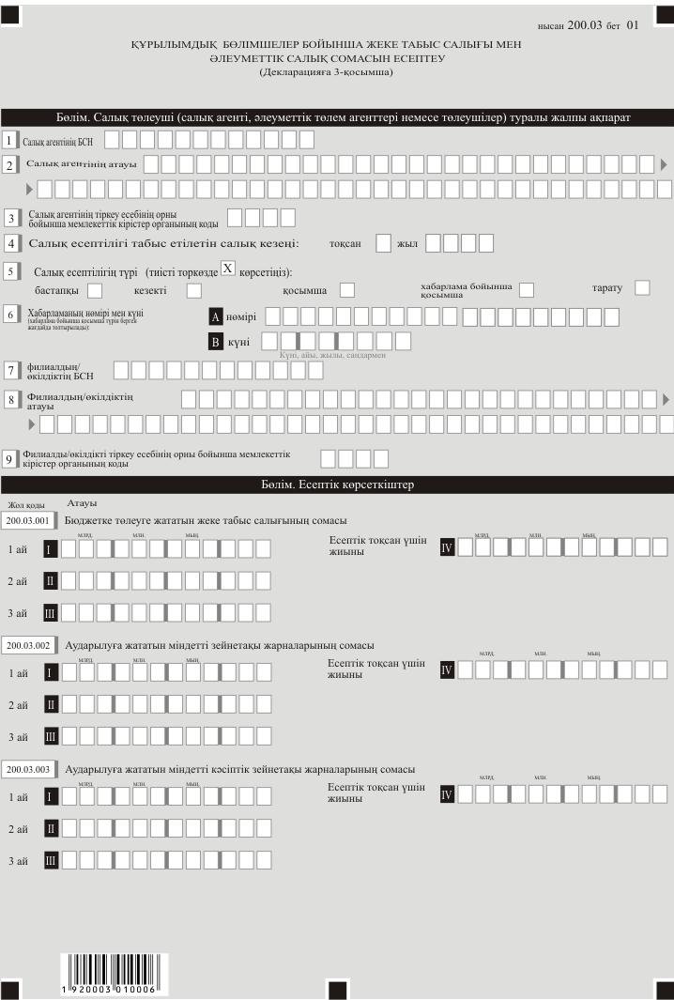 нысан 200.03 бет 01
ҚҰРЫЛЫМДЫҚ БӨЛІМШЕЛЕР БОЙЫНША ЖЕКЕ ТАБЫС САЛЫҒЫ МЕН
ӘЛЕУМЕТТІК САЛЫҚ СОМАСЫН ЕСЕПТЕУ
(Декларацияға 3-қосымша)
Бөлім. Салық төлеуші (салық агенті, әлеуметтік төлем агенттері немесе төлеушілер) туралы жалпы ақпарат
1 Салық агентінің БСН
2 Салық агентінің атауы
3 Салық агентінің тіркеу есебінің орны
бойынша мемлекеттік кірістер органының коды
4 Салық есептілігі табыс етілетін салық кезеңі: тоқсан жыл
5 Салық есептілігің түрі (тиісті торкөзде X көрсетіңіз):
бастапқы кезекті қосымша хабарлама бойынша
қосымша тарату
6 Хабарламаның нөмірі мен күні
(хабарлама бойынша қосымша түрін берген
жағдайда толтырылады):
A нөмірі
B күні
Күні, айы, жылы, сандармен
7 филиалдың/
өкілдіктің БСН
8 Филиалдың/өкілдіктің
атауы
9 Филиалды/өкілдікті тіркеу есебінің орны бойынша мемлекеттік
кірістер органының коды
Бөлім. Есептік көрсеткіштер
Жол қоды Атауы
200.03.001 Бюджетке төлеуге жататын жеке табыс салығының сомасы
млрд. млн. мың. млрд. млн. мың.
1 ай I Есептік тоқсан үшін
жиыны IV
2 ай II
3 ай III
200.03.002 Аударылуға жататын міндетті зейнетақы жарналарының сомасы
млрд. млн. мың. млрд. млн. мың.
1 ай I Есептік тоқсан үшін
жиыны IV
2 ай II
3 ай III
200.03.003 Аударылуға жататын міндетті кәсіптік зейнетақы жарналарының сомасы
млрд. млн. мың. млрд. млн. мың.
1 ай I Есептік тоқсан үшін
жиыны IV
2 ай II
3 ай III
1 920003 010006